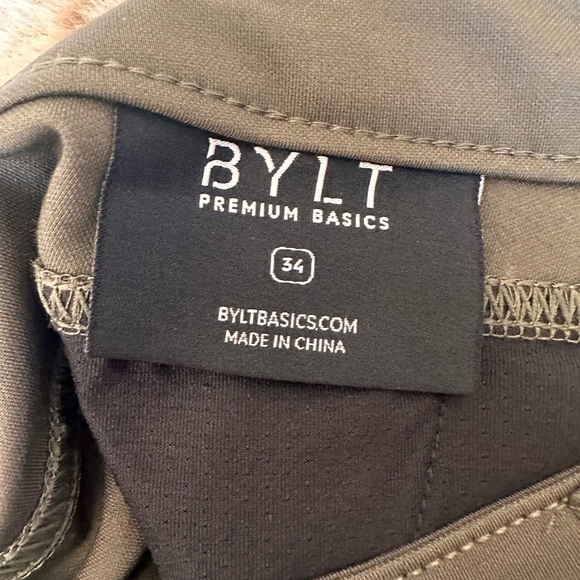 BYLT
PREMIUM BASICS
34
BYLTBASICS.COM
MADE IN CHINA